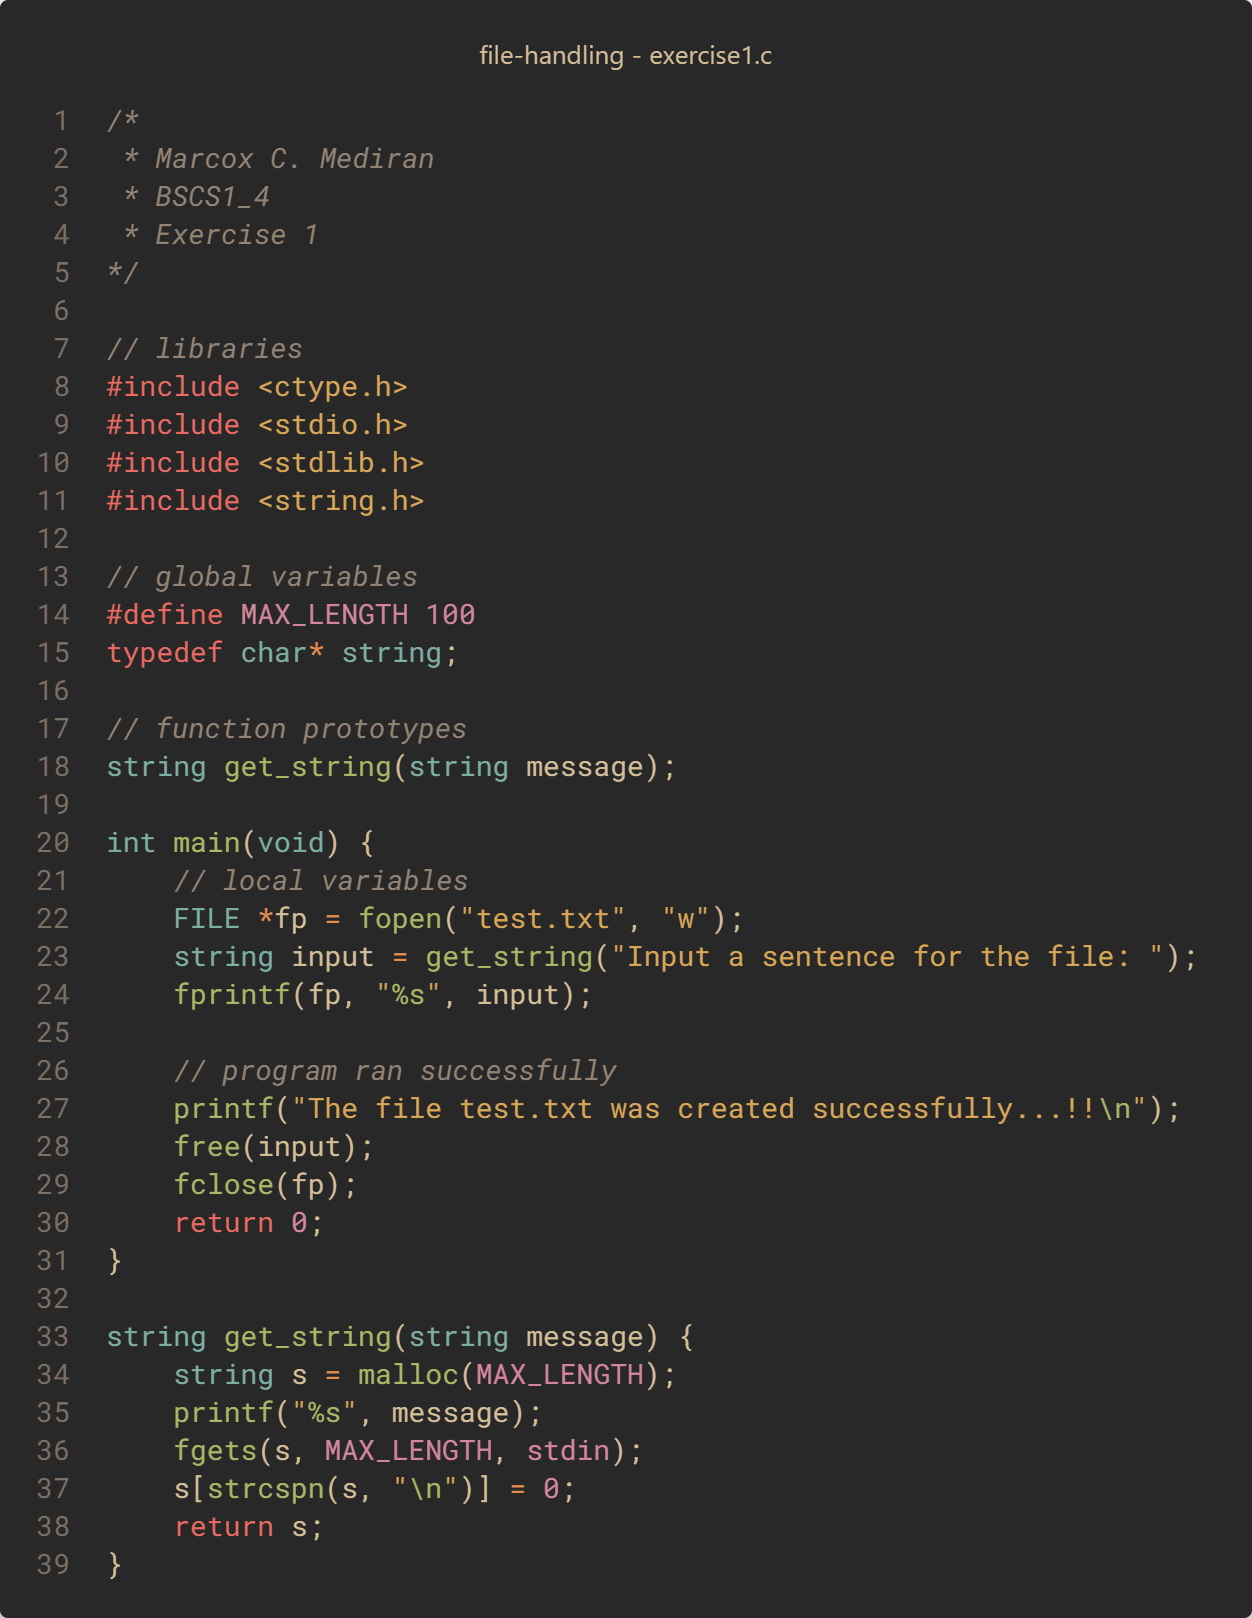 file-handling - exercise1.c
1 /*
2  * Marcox C. Mediran
3  * BSCS1_4
4  * Exercise 1
5 */
6
7 // libraries
8 #include <ctype.h>
9 #include <stdio.h>
10 #include <stdlib.h>
11 #include <string.h>
12
13 // global variables
14 #define MAX_LENGTH 100
15 typedef char* string;
16
17 // function prototypes
18 string get_string(string message);
19
20 int main(void) {
21     // local variables
22     FILE *fp = fopen("test.txt", "w");
23     string input = get_string("Input a sentence for the file: ");
24     fprintf(fp, "%s", input);
25
26     // program ran successfully
27     printf("The file test.txt was created successfully...!!\n");
28     free(input);
29     fclose(fp);
30     return 0;
31 }
32
33 string get_string(string message) {
34     string s = malloc(MAX_LENGTH);
35     printf("%s", message);
36     fgets(s, MAX_LENGTH, stdin);
37     s[strcspn(s, "\n")] = 0;
38     return s;
39 }